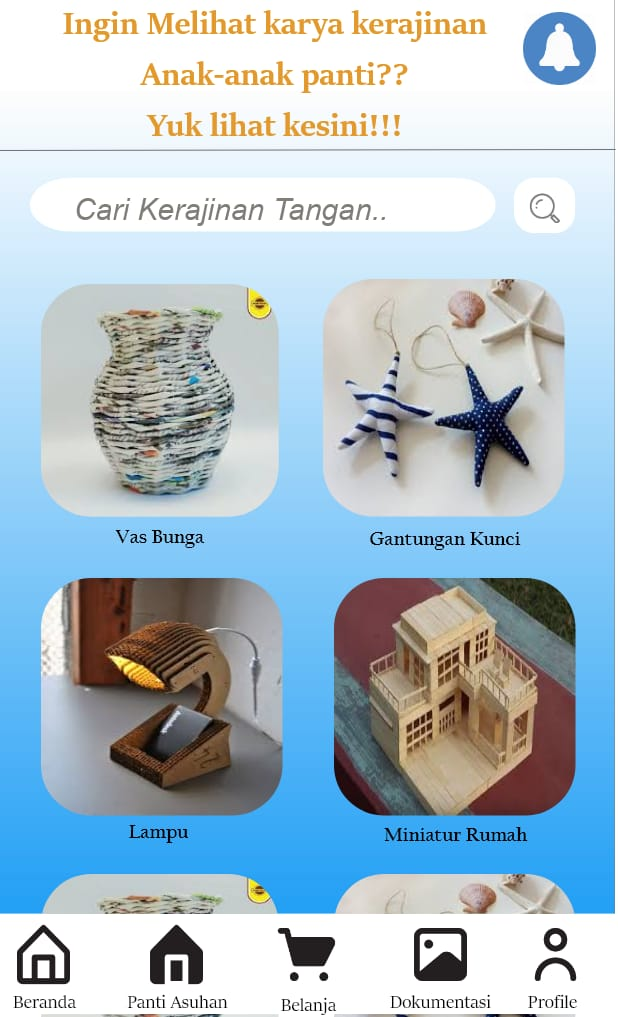 Ingin Melihat karya kerajinan
Anak-anak panti??
Yuk lihat kesini!!!
Cari Kerajinan Tangan..
Vas Bunga
Gantungan Kunci
Lampu
Miniatur Rumah
Beranda
Panti Asuhan
Belanja
Dokumentasi
Profile